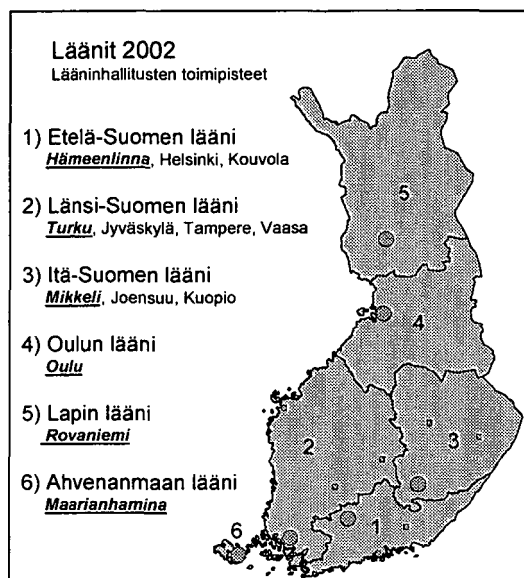 Läänit 2002
Lääninhallitusten toimipisteet
1) Etelä-Suomen lääni
Hämeenlinna, Helsinki, Kouvola
2) Länsi-Suomen lääni
Turku, Jyväskylä, Tampere, Vaasa
3) Itä-Suomen lääni
Mikkeli, Joensuu, Kuopio
4) Oulun lääni
Oulu
5) Lapin lääni
Rovaniemi
6) Ahvenanmaan lääni
Maarianhamina
5
4
2
3
1
6